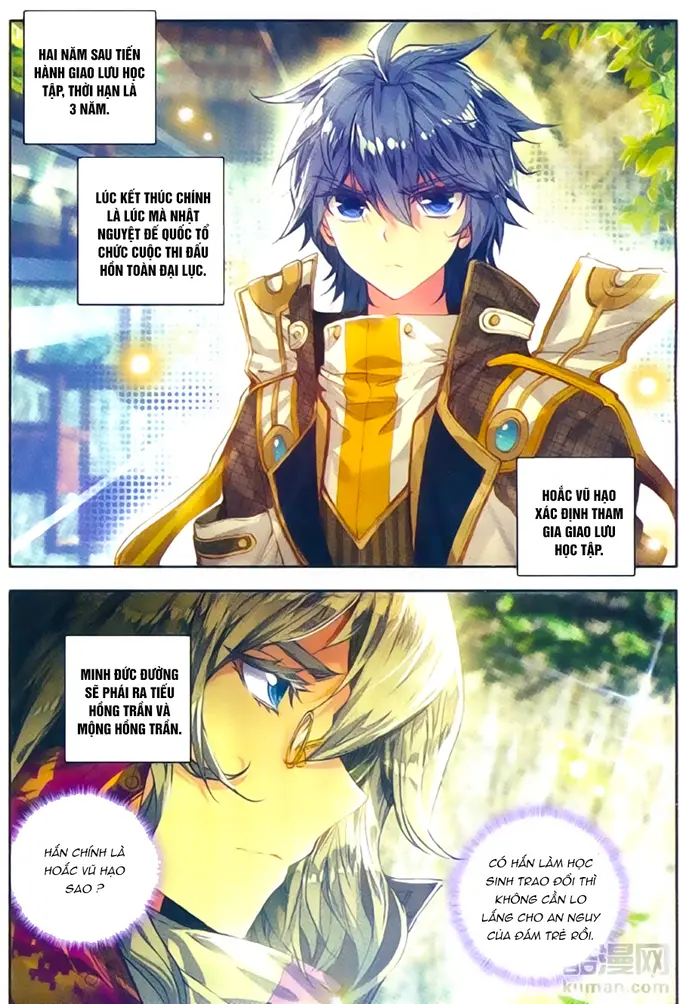 HAI NĂM SAU TIẾN
HÀNH GIAO LƯU HỌC
TẬP, THỜI HẠN LÀ
3 NĂM.
LÚC KẾT THÚC CHÍNH
LÀ LÚC MÀ NHẬT
NGUYỆT ĐẾ QUỐC TỔ
CHỨC CUỘC THI ĐẤU
HỒN TOÀN ĐẠI LỤC.
HOẮC VŨ HẠO
XÁC ĐỊNH THAM
GIA GIAO LƯU
HỌC TẬP.
MINH ĐỨC ĐƯỜNG
SẼ PHÁI RA TIẾU
HỒNG TRẦN VÀ
MỘNG HỒNG TRẦN.
HẮN CHÍNH LÀ
HOẮC VŨ HẠO
SAO ?
CÓ HẮN LÀM HỌC
SINH TRAO ĐỔI THÌ
KHÔNG CẦN LO
LẮNG CHO AN NGUY
CỦA ĐÁM TRẺ RỒI.
漫网
kuman.com